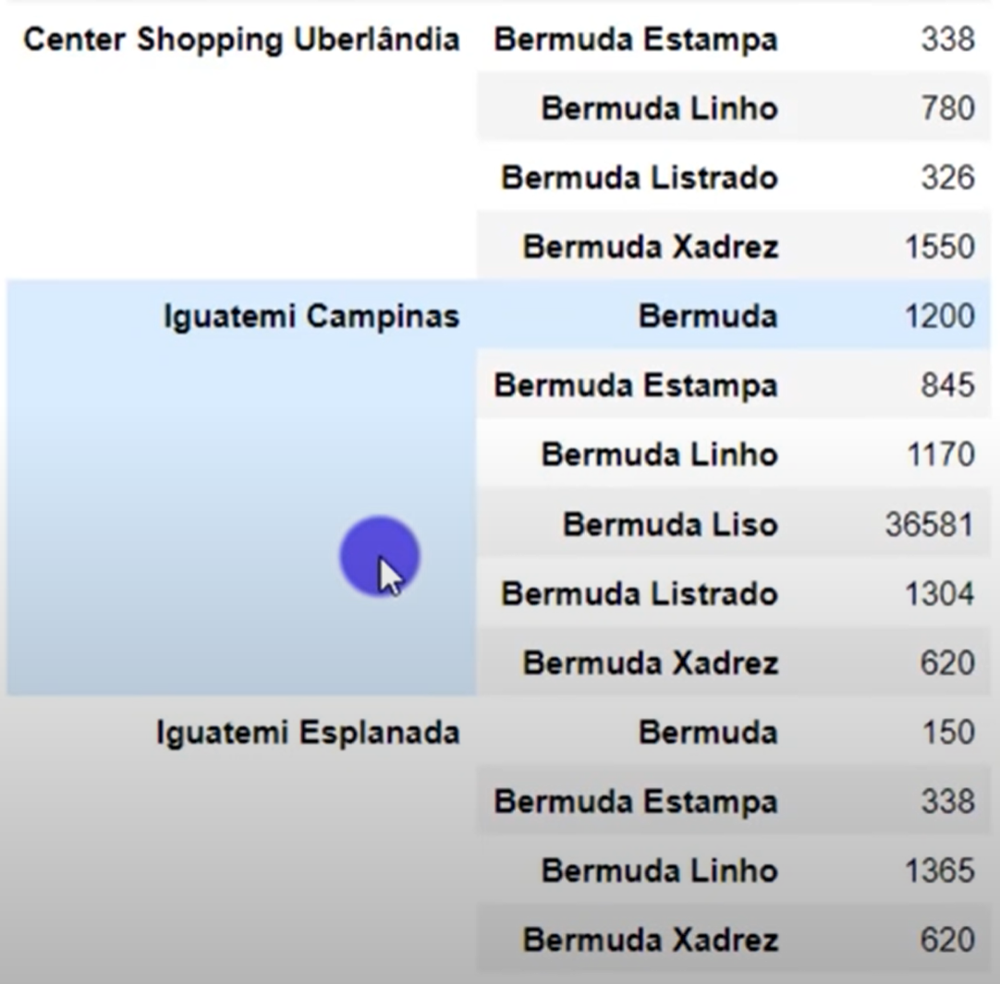 Center Shopping Uberlândia Bermuda Estampa 338
Bermuda Linho 780
Bermuda Listrado 326
Bermuda Xadrez 1550
Iguatemi Campinas Bermuda 1200
Bermuda Estampa 845
Bermuda Linho 1170
Bermuda Liso 36581
Bermuda Listrado 1304
Bermuda Xadrez 620
Iguatemi Esplanada Bermuda 150
Bermuda Estampa 338
Bermuda Linho 1365
Bermuda Xadrez 620